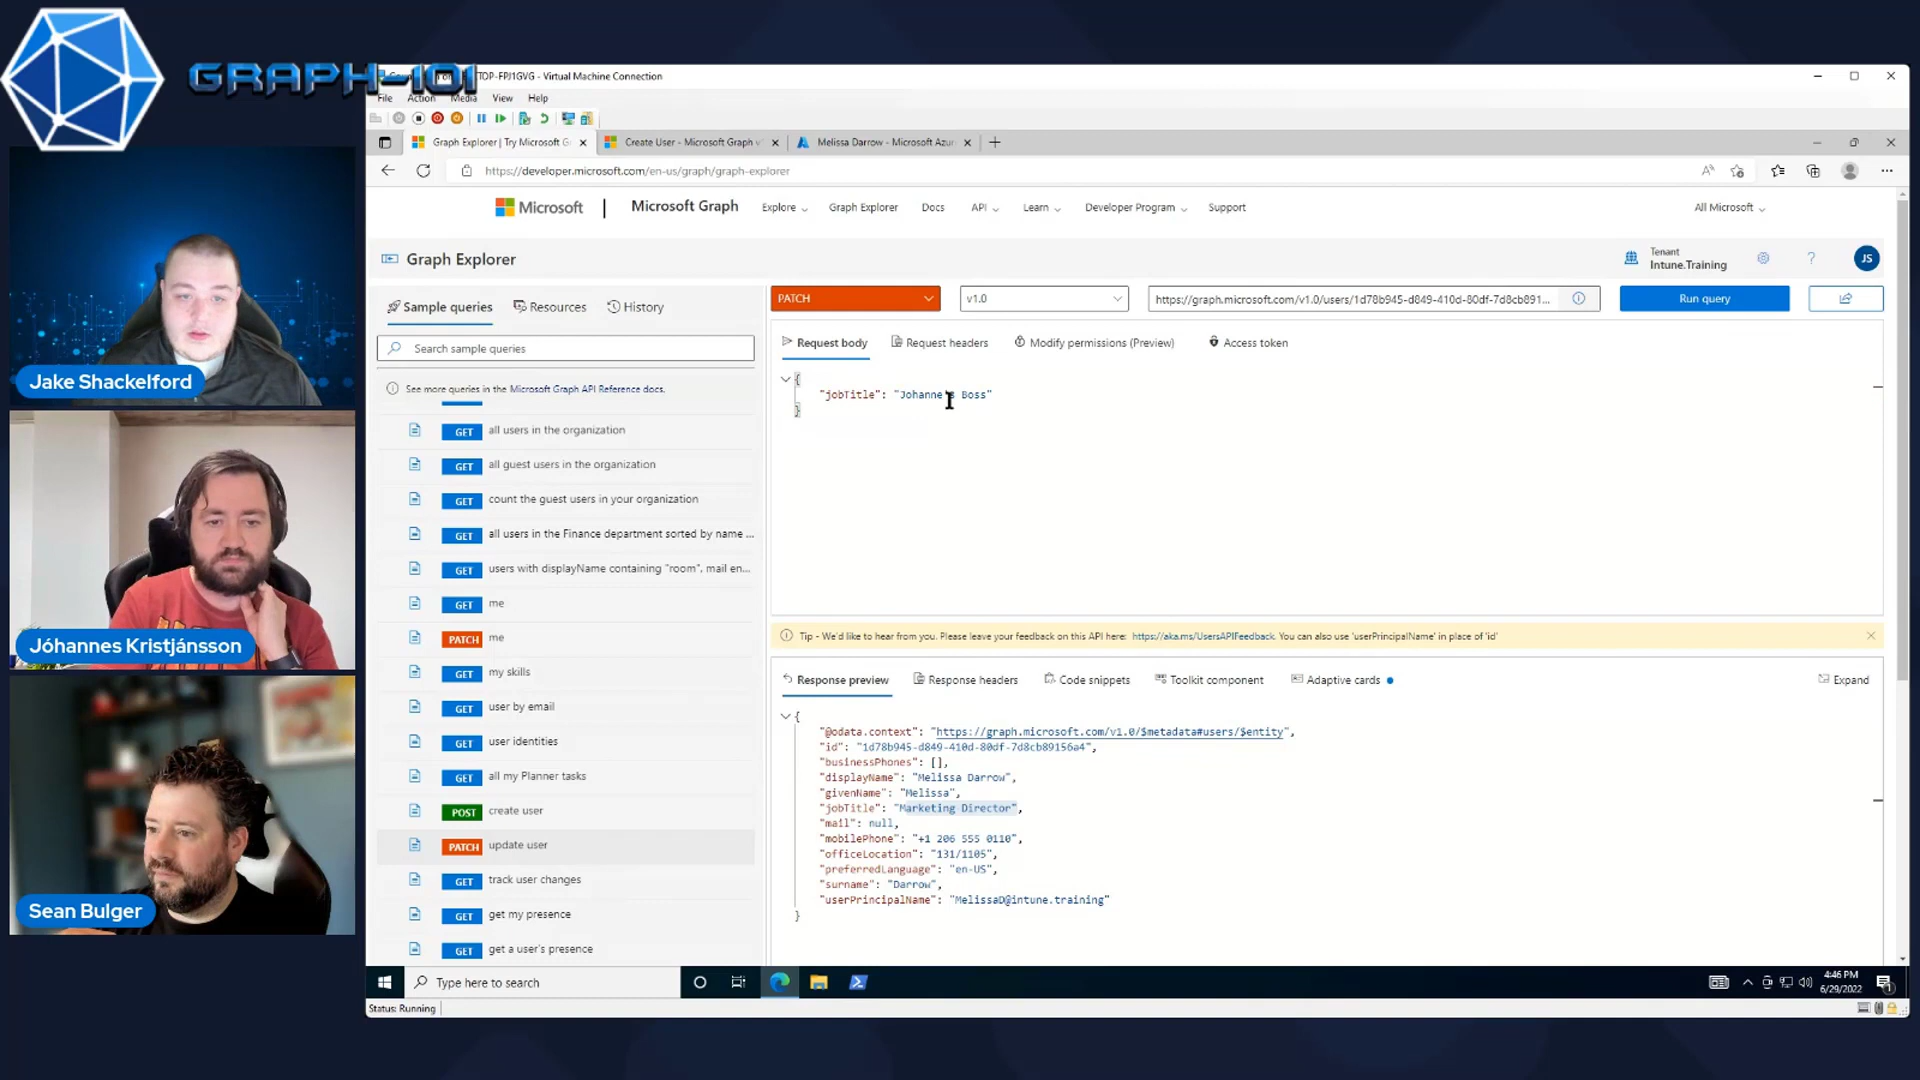 GRAPH-101
TOP-FPJ1GVG - Virtual Machine Connection
File Action Media View Help
Graph Explorer | Try Microsoft G
Create User - Microsoft Graph v
Melissa Darrow - Microsoft Azur
https://developer.microsoft.com/en-us/graph/graph-explorer
Microsoft
Microsoft Graph
Explore
Graph Explorer
Docs
API
Learn
Developer Program
Support
All Microsoft
Graph Explorer
Tenant
Intune.Training
JS
Sample queries
Resources
History
Search sample queries
See more queries in the Microsoft Graph API Reference docs.
GET all users in the organization
GET all guest users in the organization
GET count the guest users in your organization
GET all users in the Finance department sorted by name ...
GET users with displayName containing "room", mail en...
GET me
PATCH me
GET my skills
GET user by email
GET user identities
GET all my Planner tasks
POST create user
PATCH update user
GET track user changes
GET get my presence
GET get a user's presence
PATCH
v1.0
https://graph.microsoft.com/v1.0/users/1d78b945-d849-410d-80df-7d8cb891...
Run query
Request body
Request headers
Modify permissions (Preview)
Access token
{
"jobTitle": "Johanne's Boss"
}
Tip - We'd like to hear from you. Please leave your feedback on this API here: https://aka.ms/UsersAPIFeedback. You can also use 'userPrincipalName' in place of 'id'
Response preview
Response headers
Code snippets
Toolkit component
Adaptive cards
Expand
{
"@odata.context": "https://graph.microsoft.com/v1.0/$metadata#users/$entity",
"id": "1d78b945-d849-410d-80df-7d8cb89156a4",
"businessPhones": [],
"displayName": "Melissa Darrow",
"givenName": "Melissa",
"jobTitle": "Marketing Director",
"mail": null,
"mobilePhone": "+1 206 555 0110",
"officeLocation": "131/1105",
"preferredLanguage": "en-US",
"surname": "Darrow",
"userPrincipalName": "MelissaD@intune.training"
}
Type here to search
4:46 PM
6/29/2022
1
Status: Running
Jake Shackelford
Jóhannes Kristjánsson
Sean Bulger